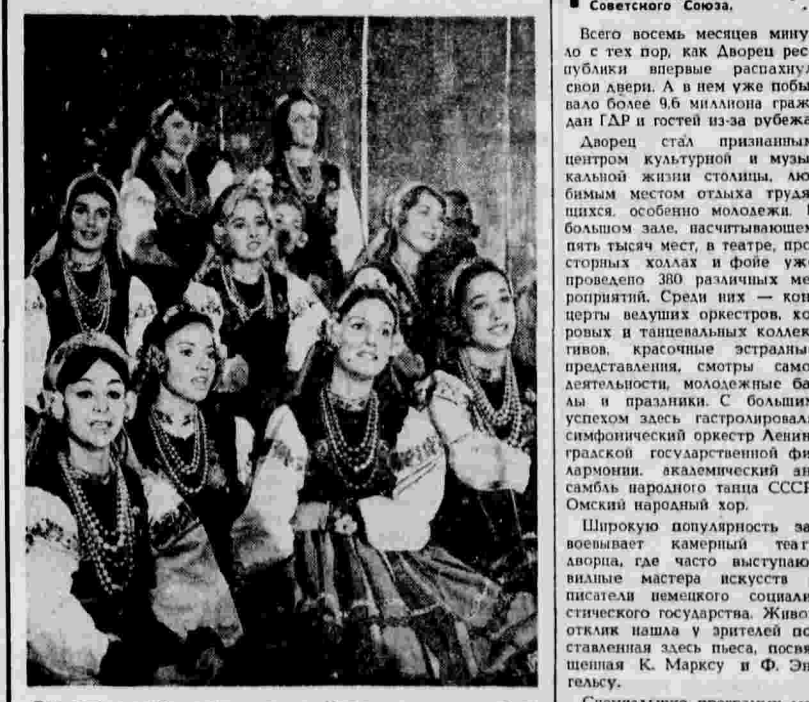 Советского Союза.
Всего восемь месяцев мину
ло с тех пор, как Дворец рес
публики впервые распахнул
свои двери. А в нем уже побы
вало более 9,6 миллиона граж
дан ГДР и гостей из-за рубежа
Дворец стал признанным
центром культурной и музы
кальной жизни столицы, лю
бимым местом отдыха трудя
щихся, особенно молодежи.
большом зале, насчитывающем
пять тысяч мест, в театре, про
сторных холлах и фойе уже
проведено 380 различных ме
роприятий. Среди них — кон
церты ведущих оркестров, хо
ровых и танцевальных коллек
тивов, красочные эстрадные
представления, смотры само
деятельности, молодежные ба
лы и праздники. С большим
успехом здесь гастролировал
симфонический оркестр Ленин
градской государственной фи
лармонии, академический ан
самбль народного танца СССР
Омский народный хор.
Широкую популярность за
воевывает камерный театр
дворца, где часто выступаю
видные мастера искусств
писатели немецкого социали
стического государства. Живой
отклик нашла у зрителей по
ставленная здесь пьеса, посвя
щенная К. Марксу и Ф. Эн
гельсу.